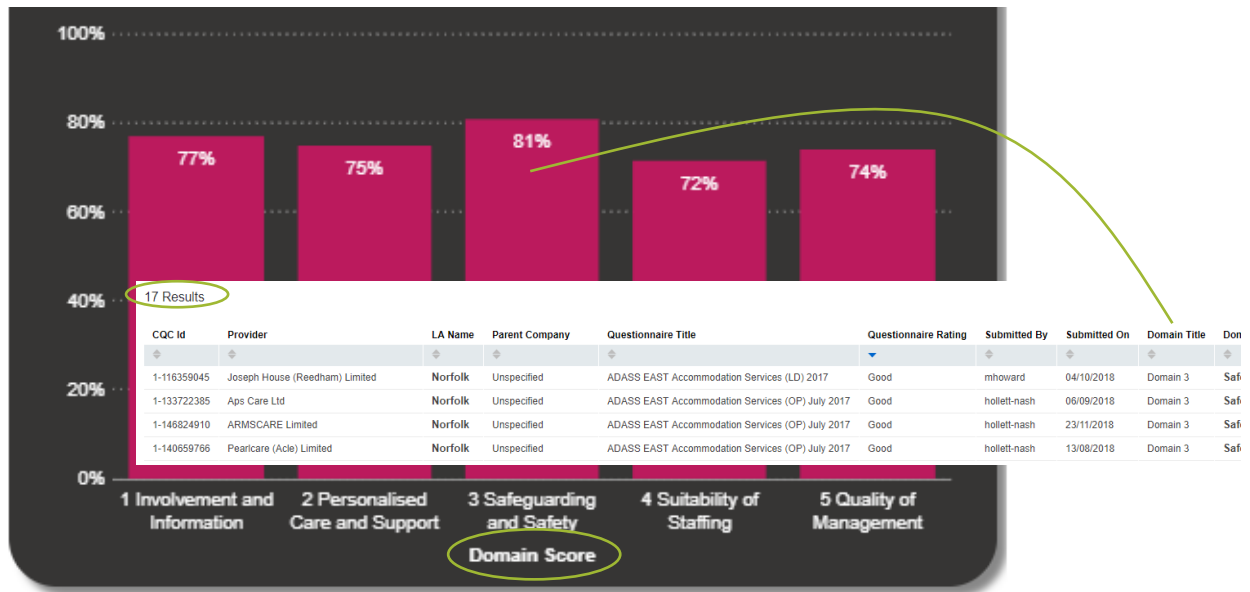 100%
80%
60%
40%
20%
0%
77%
75%
81%
72%
74%
17 Results
CQC Id Provider LA Name Parent Company Questionnaire Title Questionnaire Rating Submitted By Submitted On Domain Title
1-116359045 Joseph House (Reedham) Limited Norfolk Unspecified ADASS EAST Accommodation Services (LD) 2017 Good mhoward 04/10/2018 Domain 3
1-133722385 Aps Care Ltd Norfolk Unspecified ADASS EAST Accommodation Services (OP) July 2017 Good hollett-nash 06/09/2018 Domain 3
1-146824910 ARMSCARE Limited Norfolk Unspecified ADASS EAST Accommodation Services (OP) July 2017 Good hollett-nash 23/11/2018 Domain 3
1-140659766 Pearlcare (Acle) Limited Norfolk Unspecified ADASS EAST Accommodation Services (OP) July 2017 Good hollett-nash 13/08/2018 Domain 3
1 Involvement and
Information
2 Personalised
Care and Support
3 Safeguarding
and Safety
4 Suitability of
Staffing
5 Quality of
Management
Domain Score